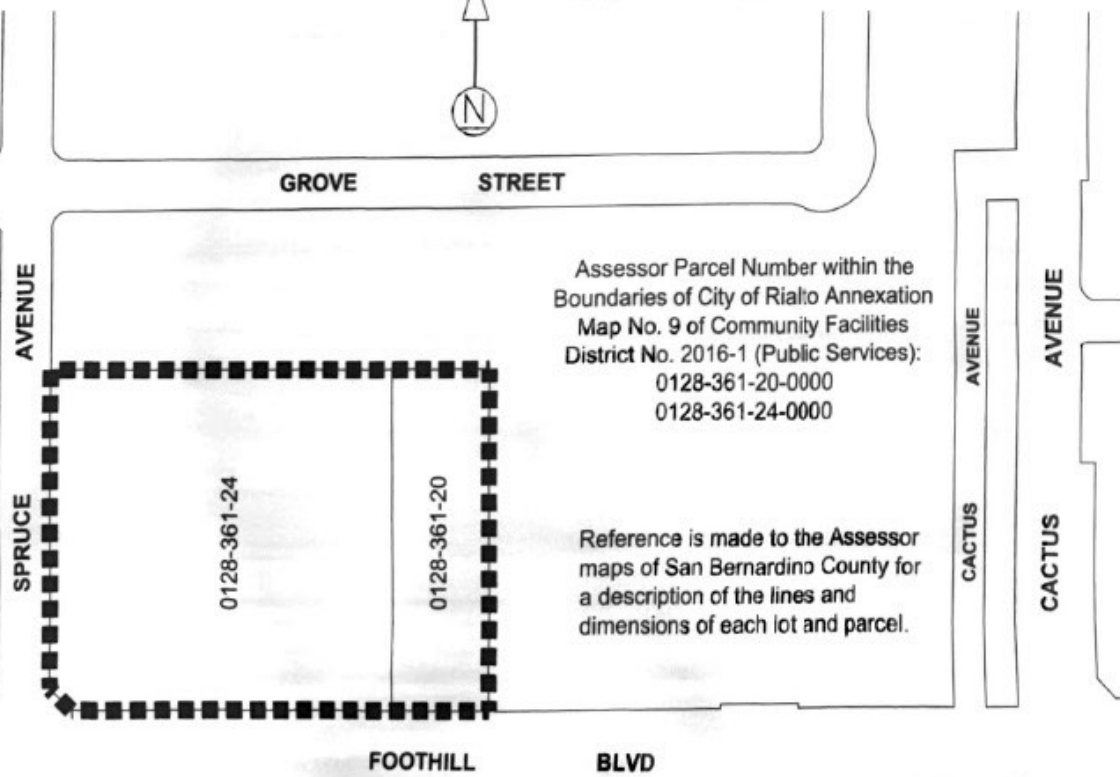 N
GROVE STREET
Assessor Parcel Number within the
Boundaries of City of Rialto Annexation
Map No. 9 of Community Facilities
District No. 2016-1 (Public Services):
0128-361-20-0000
0128-361-24-0000
SPRUCE AVENUE
0128-361-24
0128-361-20
CACTUS AVENUE
CACTUS AVENUE
Reference is made to the Assessor
maps of San Bernardino County for
a description of the lines and
dimensions of each lot and parcel.
FOOTHILL BLVD